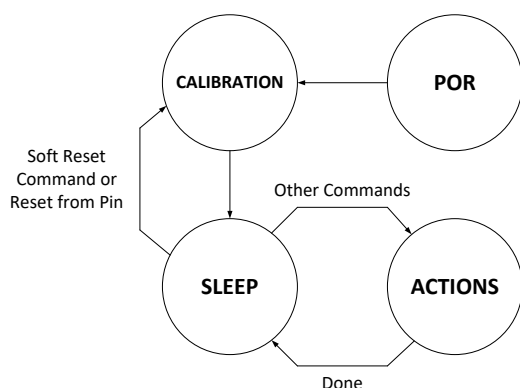 CALIBRATION
POR
Soft Reset
Command or
Reset from Pin
Other Commands
SLEEP
ACTIONS
Done